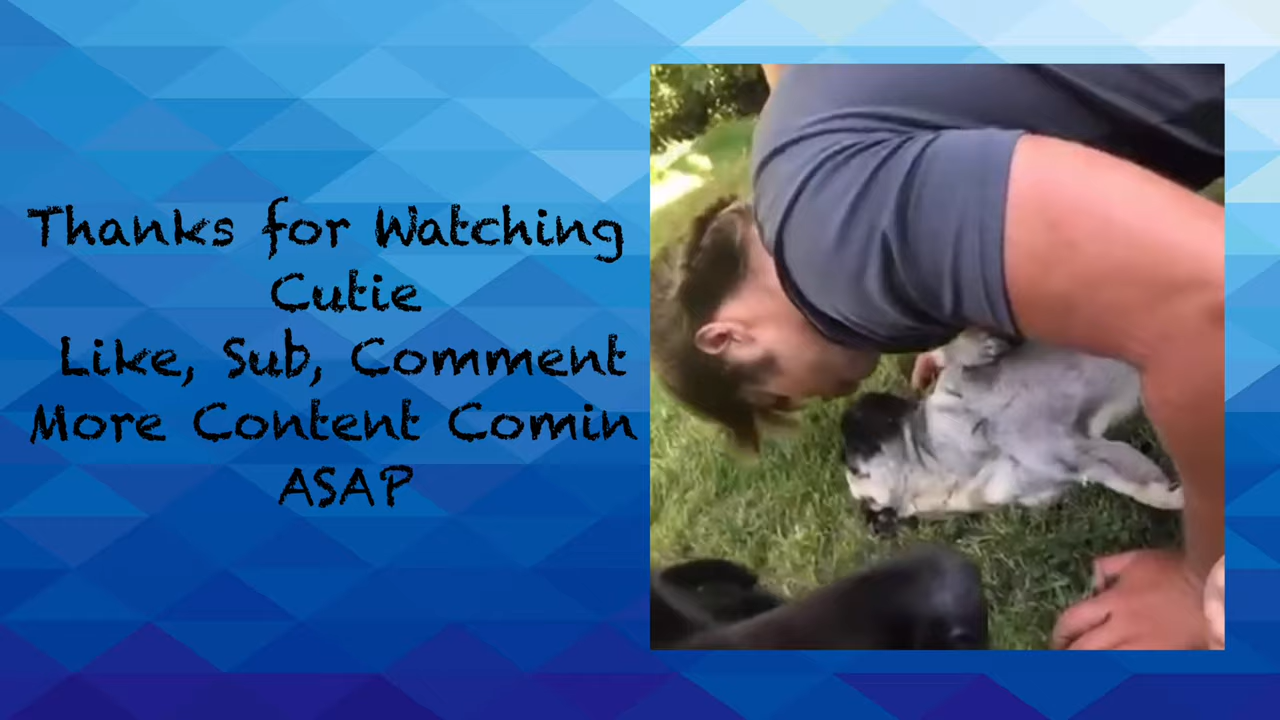 Thanks for Watching
Cutie
Like, Sub, Comment
More Content Comin
ASAP